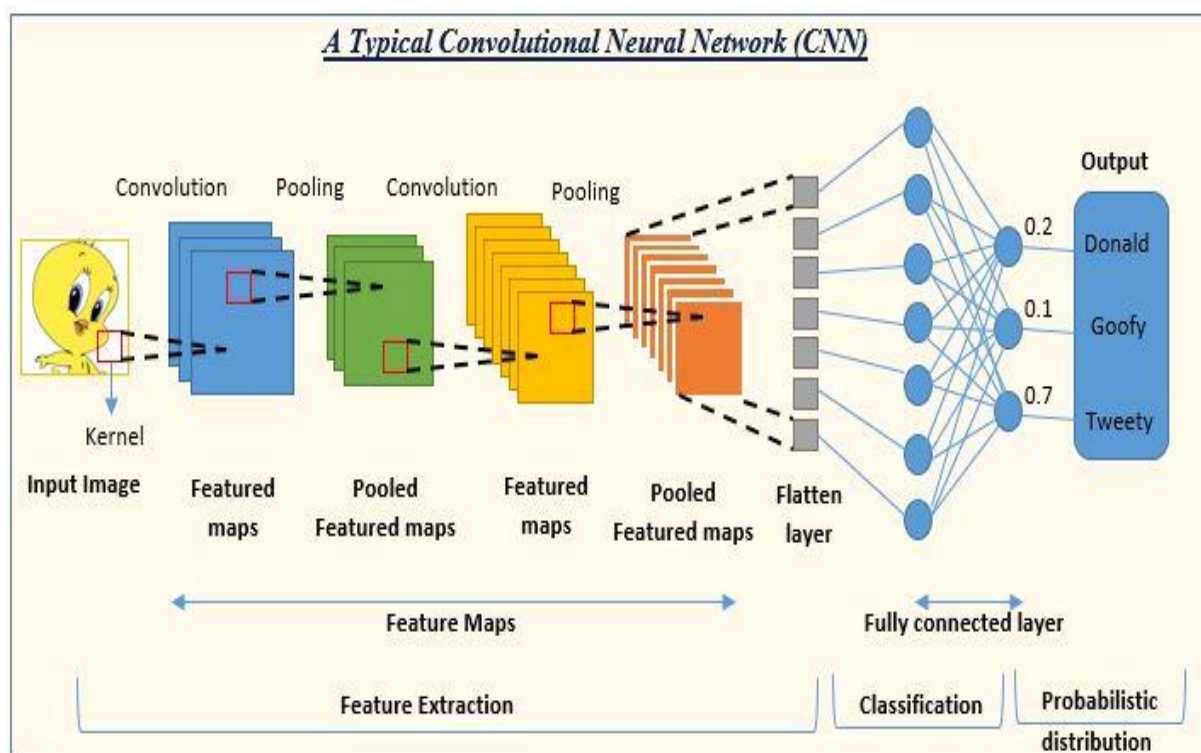 A Typical Convolutional Neural Network (CNN)
Convolution
Pooling
Convolution
Pooling
Output
0.2
Donald
0.1
Goofy
0.7
Tweety
Kernel
Input Image
Featured
maps
Pooled
Featured maps
Featured
maps
Pooled
Featured maps
Flatten
layer
Feature Maps
Fully connected layer
Feature Extraction
Classification
Probabilistic
distribution